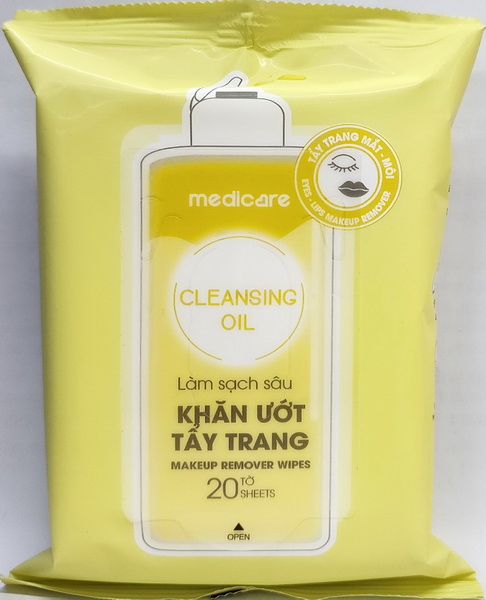 TẨY TRANG MẮT - MÔI
EYES - LIPS MAKEUP REMOVER
medicare
CLEANSING
OIL
Làm sạch sâu
KHĂN ƯỚT
TẨY TRANG
MAKEUP REMOVER WIPES
20 TỜ
SHEETS
OPEN